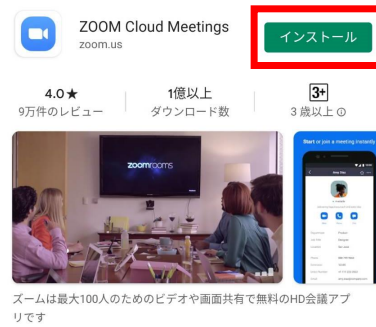 ZOOM Cloud Meetings
zoom.us
インストール
4.0★
9万件のレビュー
1億以上
ダウンロード数
3+
3 歳以上
zoomrooms
Start or join a meeting instantly
ズームは最大100人のためのビデオや画面共有で無料のHD会議アプ
リです